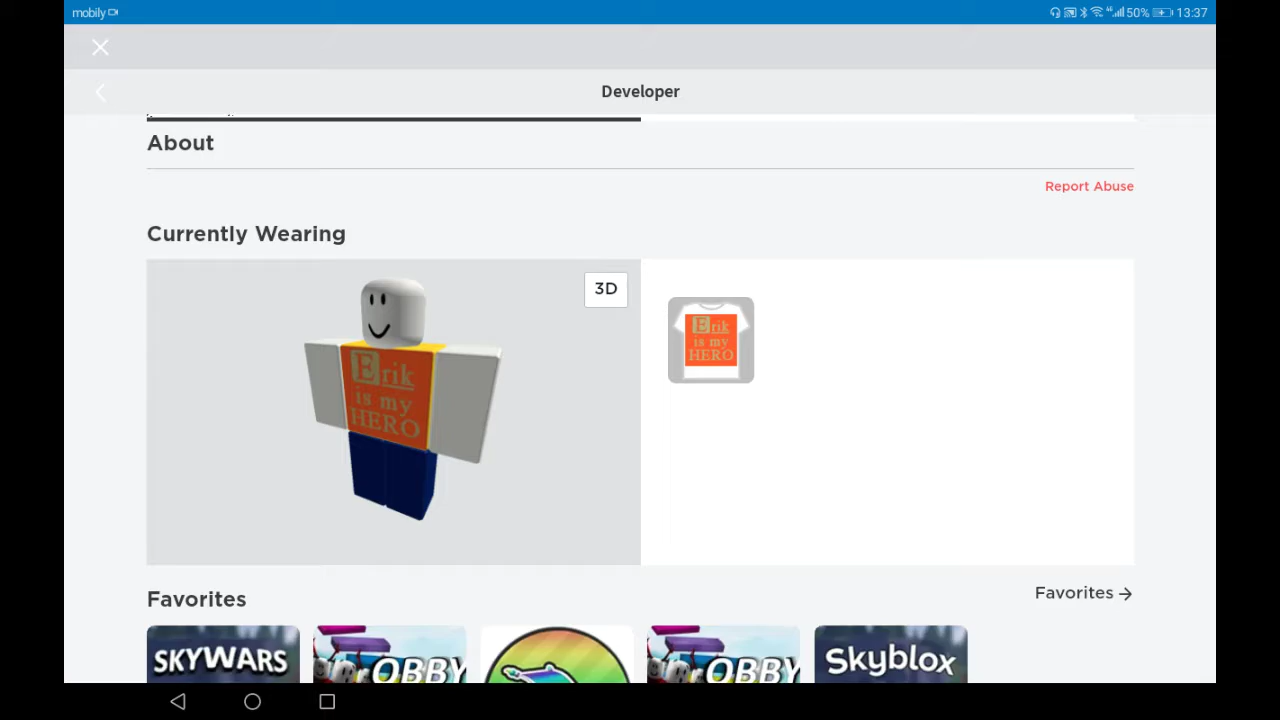 mobily 4G 50% 13:37
Developer
About
Report Abuse
Currently Wearing
3D
Erik
is my
HERO
Erik
is my
HERO
Favorites
Favorites →
SKYWARS
OBBY
OBBY
Skyblox